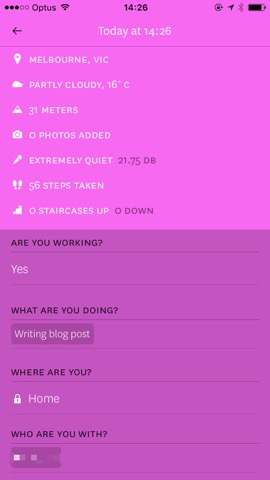 Optus 14:26
Today at 14:26
MELBOURNE, VIC
PARTLY CLOUDY, 16° C
31 METERS
0 PHOTOS ADDED
EXTREMELY QUIET 21.75 DB
56 STEPS TAKEN
0 STAIRCASES UP 0 DOWN
ARE YOU WORKING?
Yes
WHAT ARE YOU DOING?
Writing blog post
WHERE ARE YOU?
Home
WHO ARE YOU WITH?